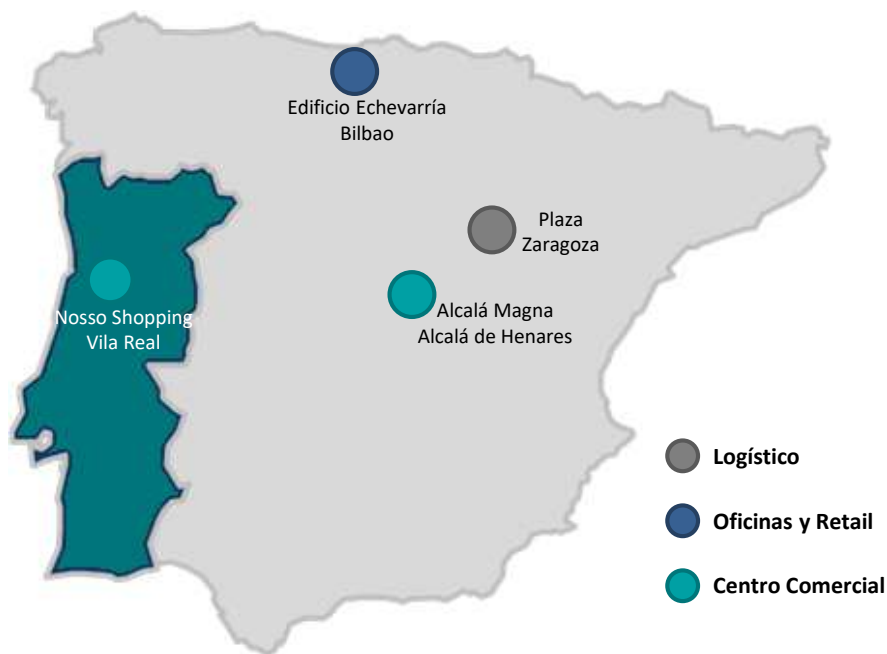 Edificio Echevarría
Bilbao
Plaza
Zaragoza
Nosso Shopping
Vila Real
Alcalá Magna
Alcalá de Henares
Logístico
Oficinas y Retail
Centro Comercial